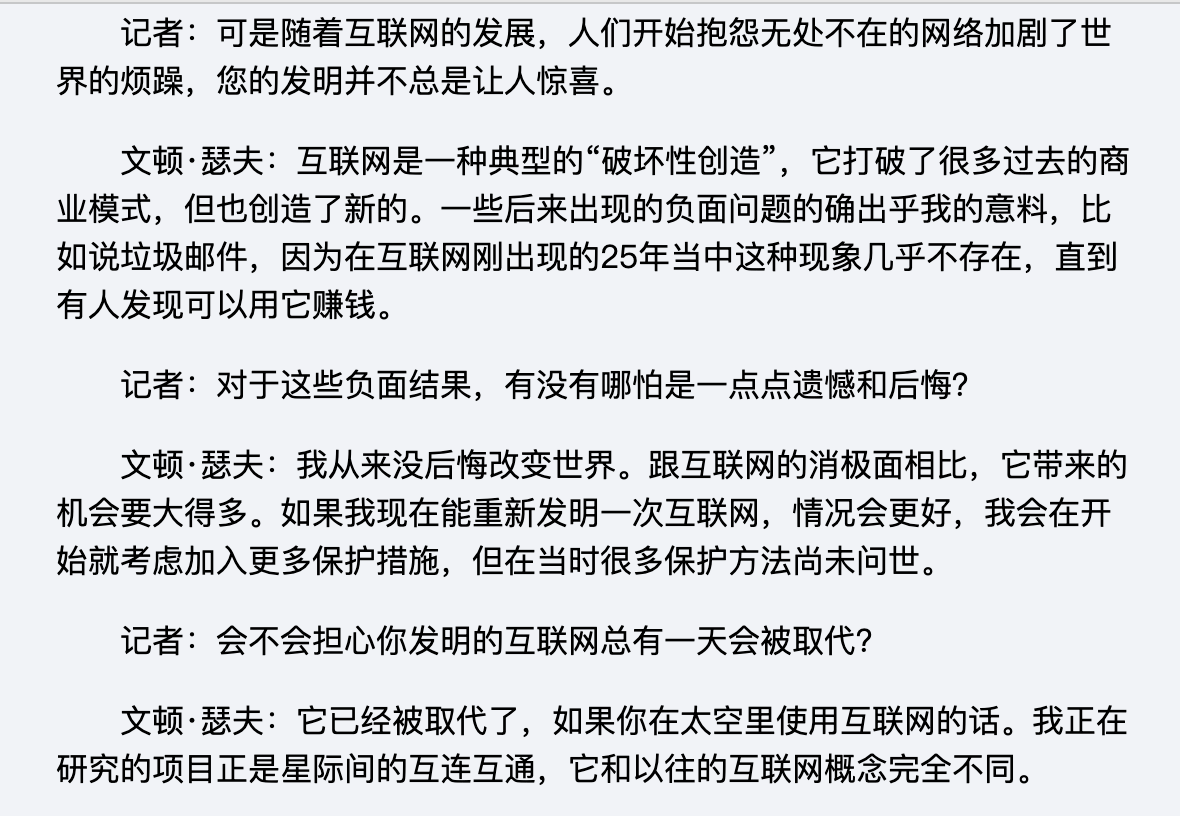 记者：可是随着互联网的发展，人们开始抱怨无处不在的网络加剧了世
界的烦躁，您的发明并不总是让人惊喜。
文顿·瑟夫：互联网是一种典型的“破坏性创造”，它打破了很多过去的商
业模式，但也创造了新的。一些后来出现的负面问题的确出乎我的意料，比
如说垃圾邮件，因为在互联网刚出现的25年当中这种现象几乎不存在，直到
有人发现可以用它赚钱。
记者：对于这些负面结果，有没有哪怕是一点点遗憾和后悔？
文顿·瑟夫：我从来没后悔改变世界。跟互联网的消极面相比，它带来的
机会要大得多。如果我现在能重新发明一次互联网，情况会更好，我会在开
始就考虑加入更多保护措施，但在当时很多保护方法尚未问世。
记者：会不会担心你发明的互联网总有一天会被取代？
文顿·瑟夫：它已经被取代了，如果你在太空里使用互联网的话。我正在
研究的项目正是星际间的互连互通，它和以往的互联网概念完全不同。